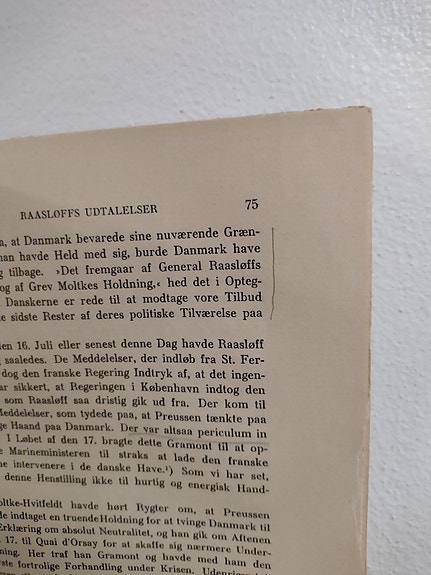 RAASLØFFS UDTALELSER 75
a, at Danmark bevarede sine nuværende Græn-
nan havde Held med sig, burde Danmark have
g tilbage. ›Det fremgaar af General Raasløffs
og af Grev Moltkes Holdning,‹ hed det i Opteg-
Danskerne er rede til at modtage vore Tilbud
e sidste Rester af deres politiske Tilværelse paa
len 16. Juli eller senest denne Dag havde Raasløff
saaledes. De Meddelelser, der indløb fra St. Fer-
dog den franske Regering Indtryk af, at det ingen-
ar sikkert, at Regeringen i København indtog den
som Raasløff saa dristig gik ud fra. Der kom til
Meddelelser, som tydede paa, at Preussen tænkte paa
ge Haand paa Danmark. Der var altsaa periculum in
I Løbet af den 17. bragte dette Gramont til at op-
e Marineministeren til straks at lade den franske
ne intervenere i de danske Have.¹) Som vi har set,
denne Henstilling ikke til hurtig og energisk Hand-
oltke-Hvitfeldt havde hørt Rygter om, at Preussen
de indtaget en truende Holdning for at tvinge Danmark til
Erklæring om absolut Neutralitet, og han gik om Aftenen
17. til Quai d'Orsay for at skaffe sig nærmere Under-
ning. Her traf han Gramont og havde med ham den
rste fortrolige Forhandling under Krisen. Udenrigs